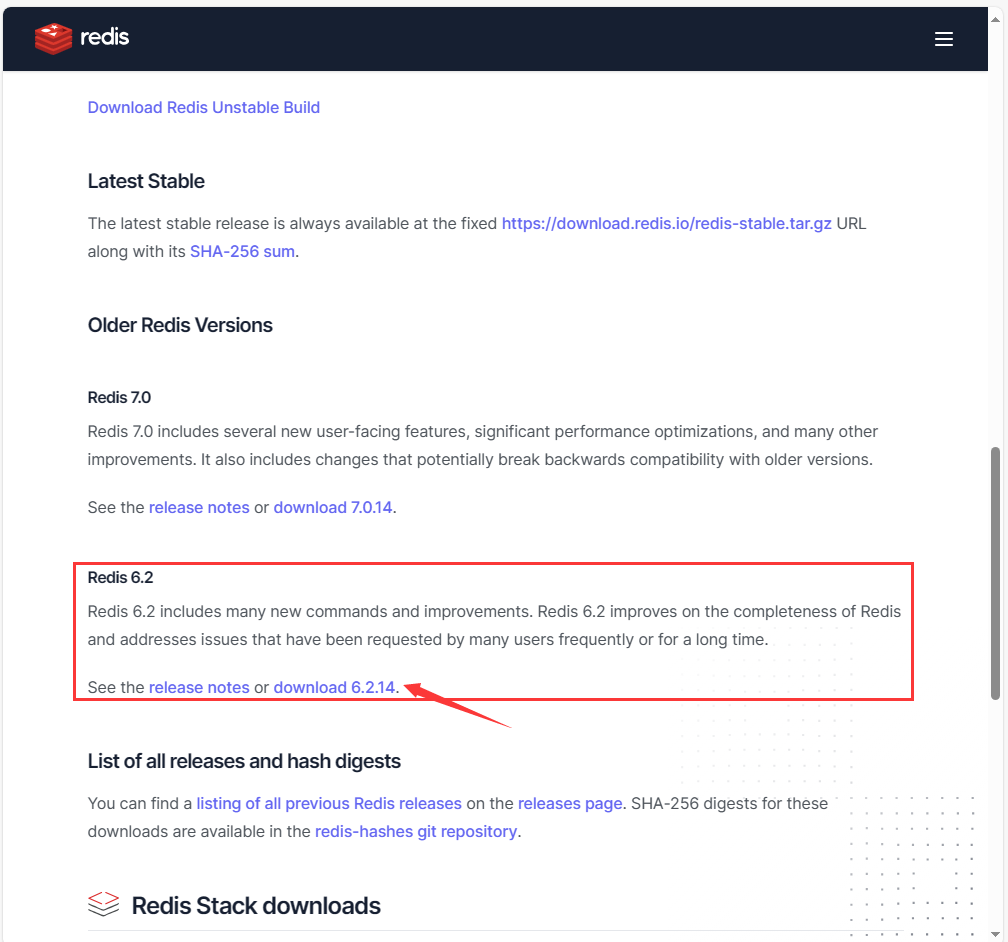 redis
Download Redis Unstable Build
Latest Stable
The latest stable release is always available at the fixed https://download.redis.io/redis-stable.tar.gz URL
along with its SHA-256 sum.
Older Redis Versions
Redis 7.0
Redis 7.0 includes several new user-facing features, significant performance optimizations, and many other
improvements. It also includes changes that potentially break backwards compatibility with older versions.
See the release notes or download 7.0.14.
Redis 6.2
Redis 6.2 includes many new commands and improvements. Redis 6.2 improves on the completeness of Redis
and addresses issues that have been requested by many users frequently or for a long time.
See the release notes or download 6.2.14.
List of all releases and hash digests
You can find a listing of all previous Redis releases on the releases page. SHA-256 digests for these
downloads are available in the redis-hashes git repository.
Redis Stack downloads